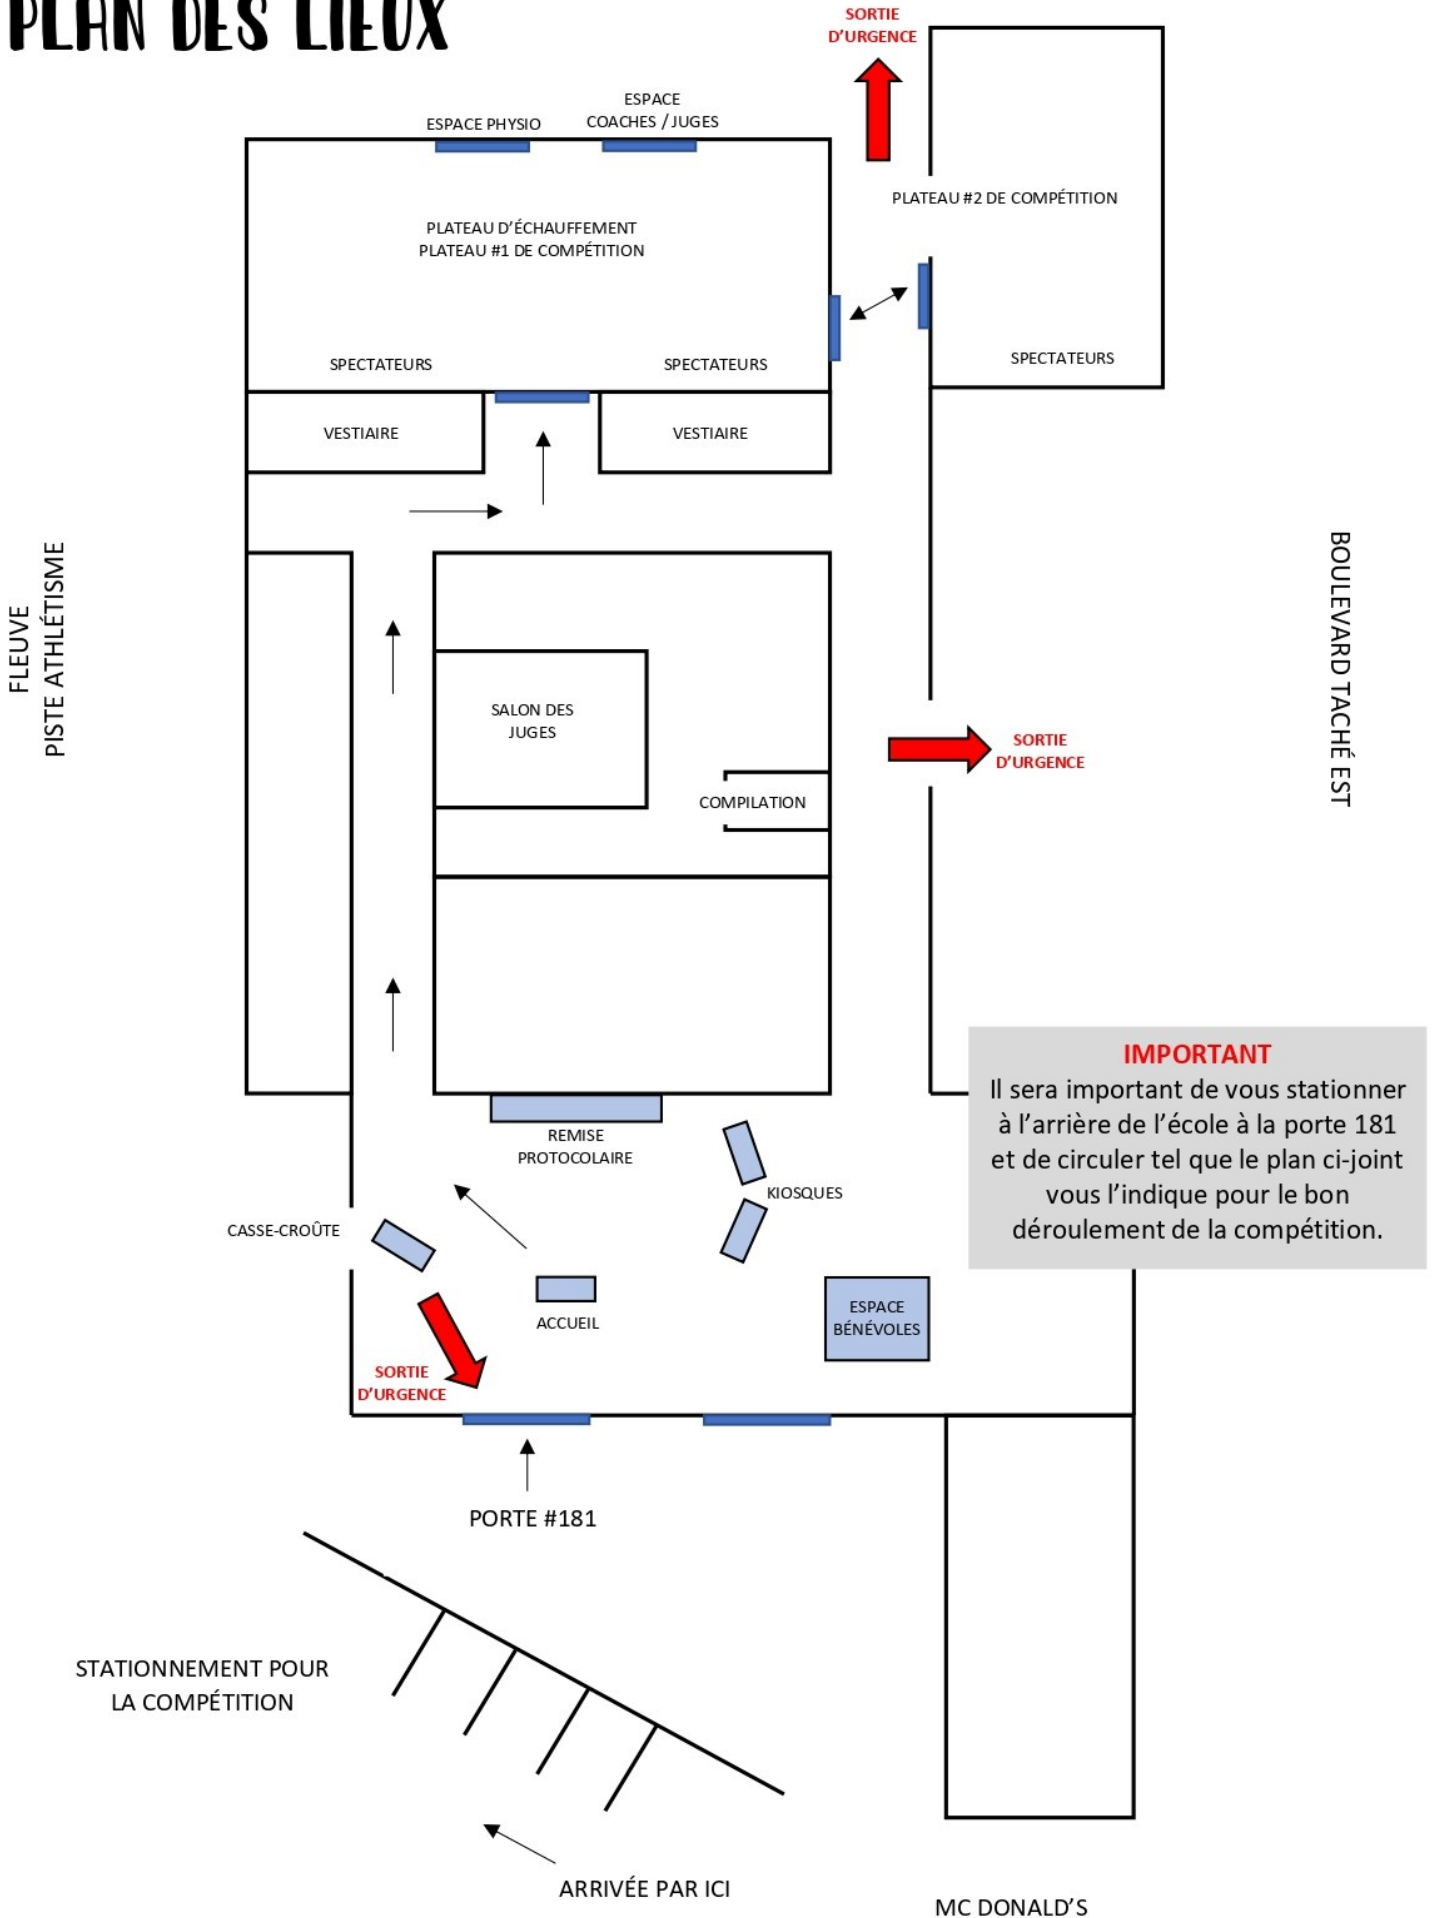 PLAN DES LIEUX
SORTIE
D'URGENCE
ESPACE PHYSIO
ESPACE
COACHES / JUGES
PLATEAU #2 DE COMPÉTITION
PLATEAU D'ÉCHAUFFEMENT
PLATEAU #1 DE COMPÉTITION
SPECTATEURS
SPECTATEURS
SPECTATEURS
VESTIAIRE
VESTIAIRE
FLEUVE
PISTE ATHLÉTISME
BOULEVARD TACHÉ EST
SALON DES
JUGES
SORTIE
D'URGENCE
COMPILATION
IMPORTANT
Il sera important de vous stationner
à l'arrière de l'école à la porte 181
et de circuler tel que le plan ci-joint
vous l'indique pour le bon
déroulement de la compétition.
REMISE
PROTOCOLAIRE
KIOSQUES
CASSE-CROÛTE
ACCUEIL
ESPACE
BÉNÉVOLES
SORTIE
D'URGENCE
PORTE #181
STATIONNEMENT POUR
LA COMPÉTITION
ARRIVÉE PAR ICI
MC DONALD'S